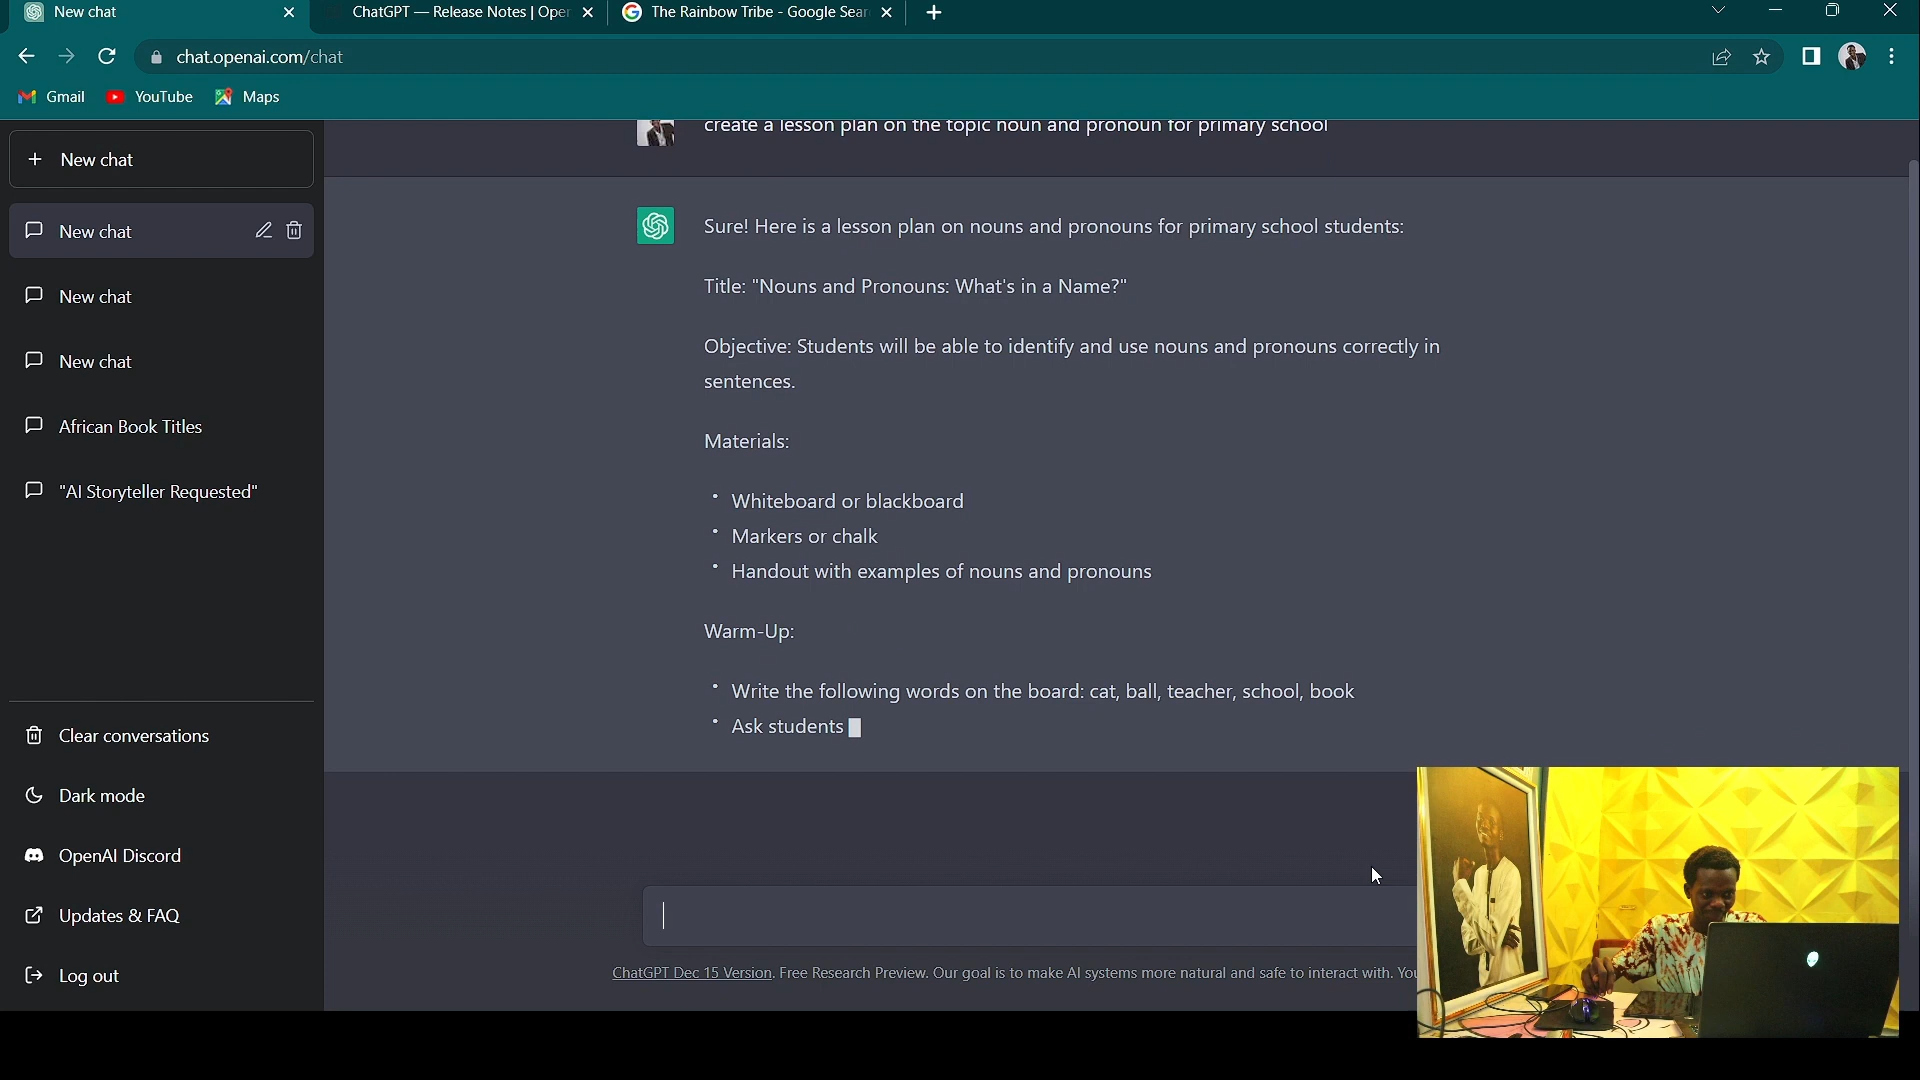 New chat
ChatGPT — Release Notes | Oper
The Rainbow Tribe - Google Sear
chat.openai.com/chat
Gmail
YouTube
Maps
New chat
New chat
New chat
New chat
African Book Titles
"AI Storyteller Requested"
Clear conversations
Dark mode
OpenAI Discord
Updates & FAQ
Log out
create a lesson plan on the topic noun and pronoun for primary school
Sure! Here is a lesson plan on nouns and pronouns for primary school students:
Title: "Nouns and Pronouns: What's in a Name?"
Objective: Students will be able to identify and use nouns and pronouns correctly in
sentences.
Materials:
• Whiteboard or blackboard
• Markers or chalk
• Handout with examples of nouns and pronouns
Warm-Up:
• Write the following words on the board: cat, ball, teacher, school, book
• Ask students
ChatGPT Dec 15 Version. Free Research Preview. Our goal is to make AI systems more natural and safe to interact with. You